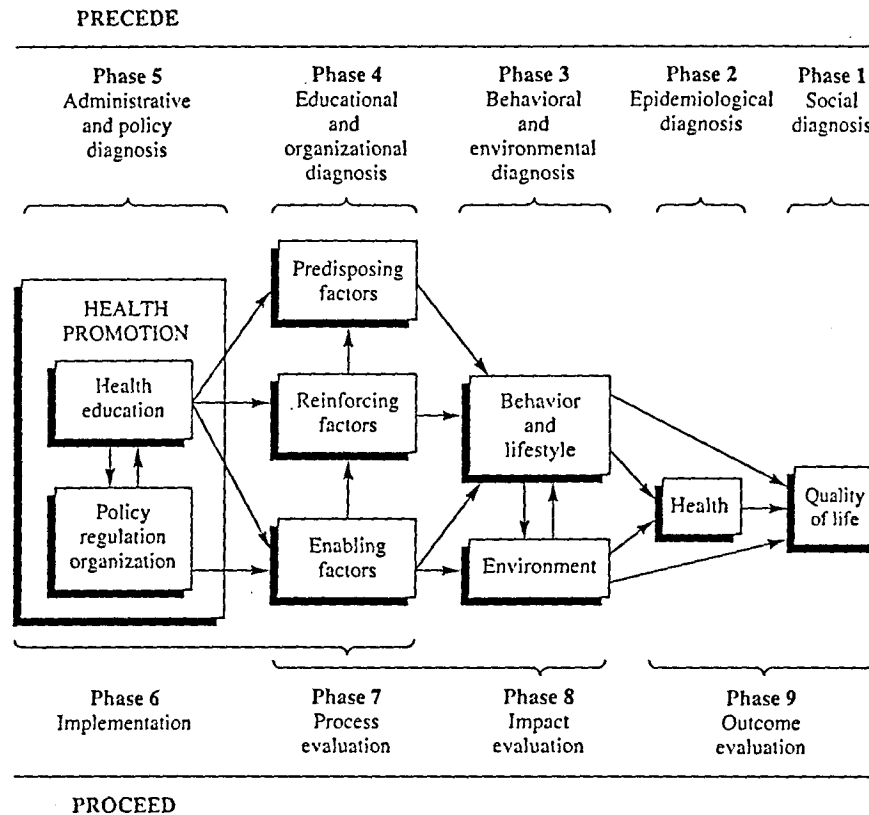 PRECEDE
Phase 5
Administrative
and policy
diagnosis
Phase 4
Educational
and
organizational
diagnosis
Phase 3
Behavioral
and
environmental
diagnosis
Phase 2
Epidemiological
diagnosis
Phase 1
Social
diagnosis
HEALTH
PROMOTION
Health
education
Policy
regulation
organization
Predisposing
factors
Reinforcing
factors
Enabling
factors
Behavior
and
lifestyle
Environment
Health
Quality
of life
Phase 6
Implementation
Phase 7
Process
evaluation
Phase 8
Impact
evaluation
Phase 9
Outcome
evaluation
PROCEED